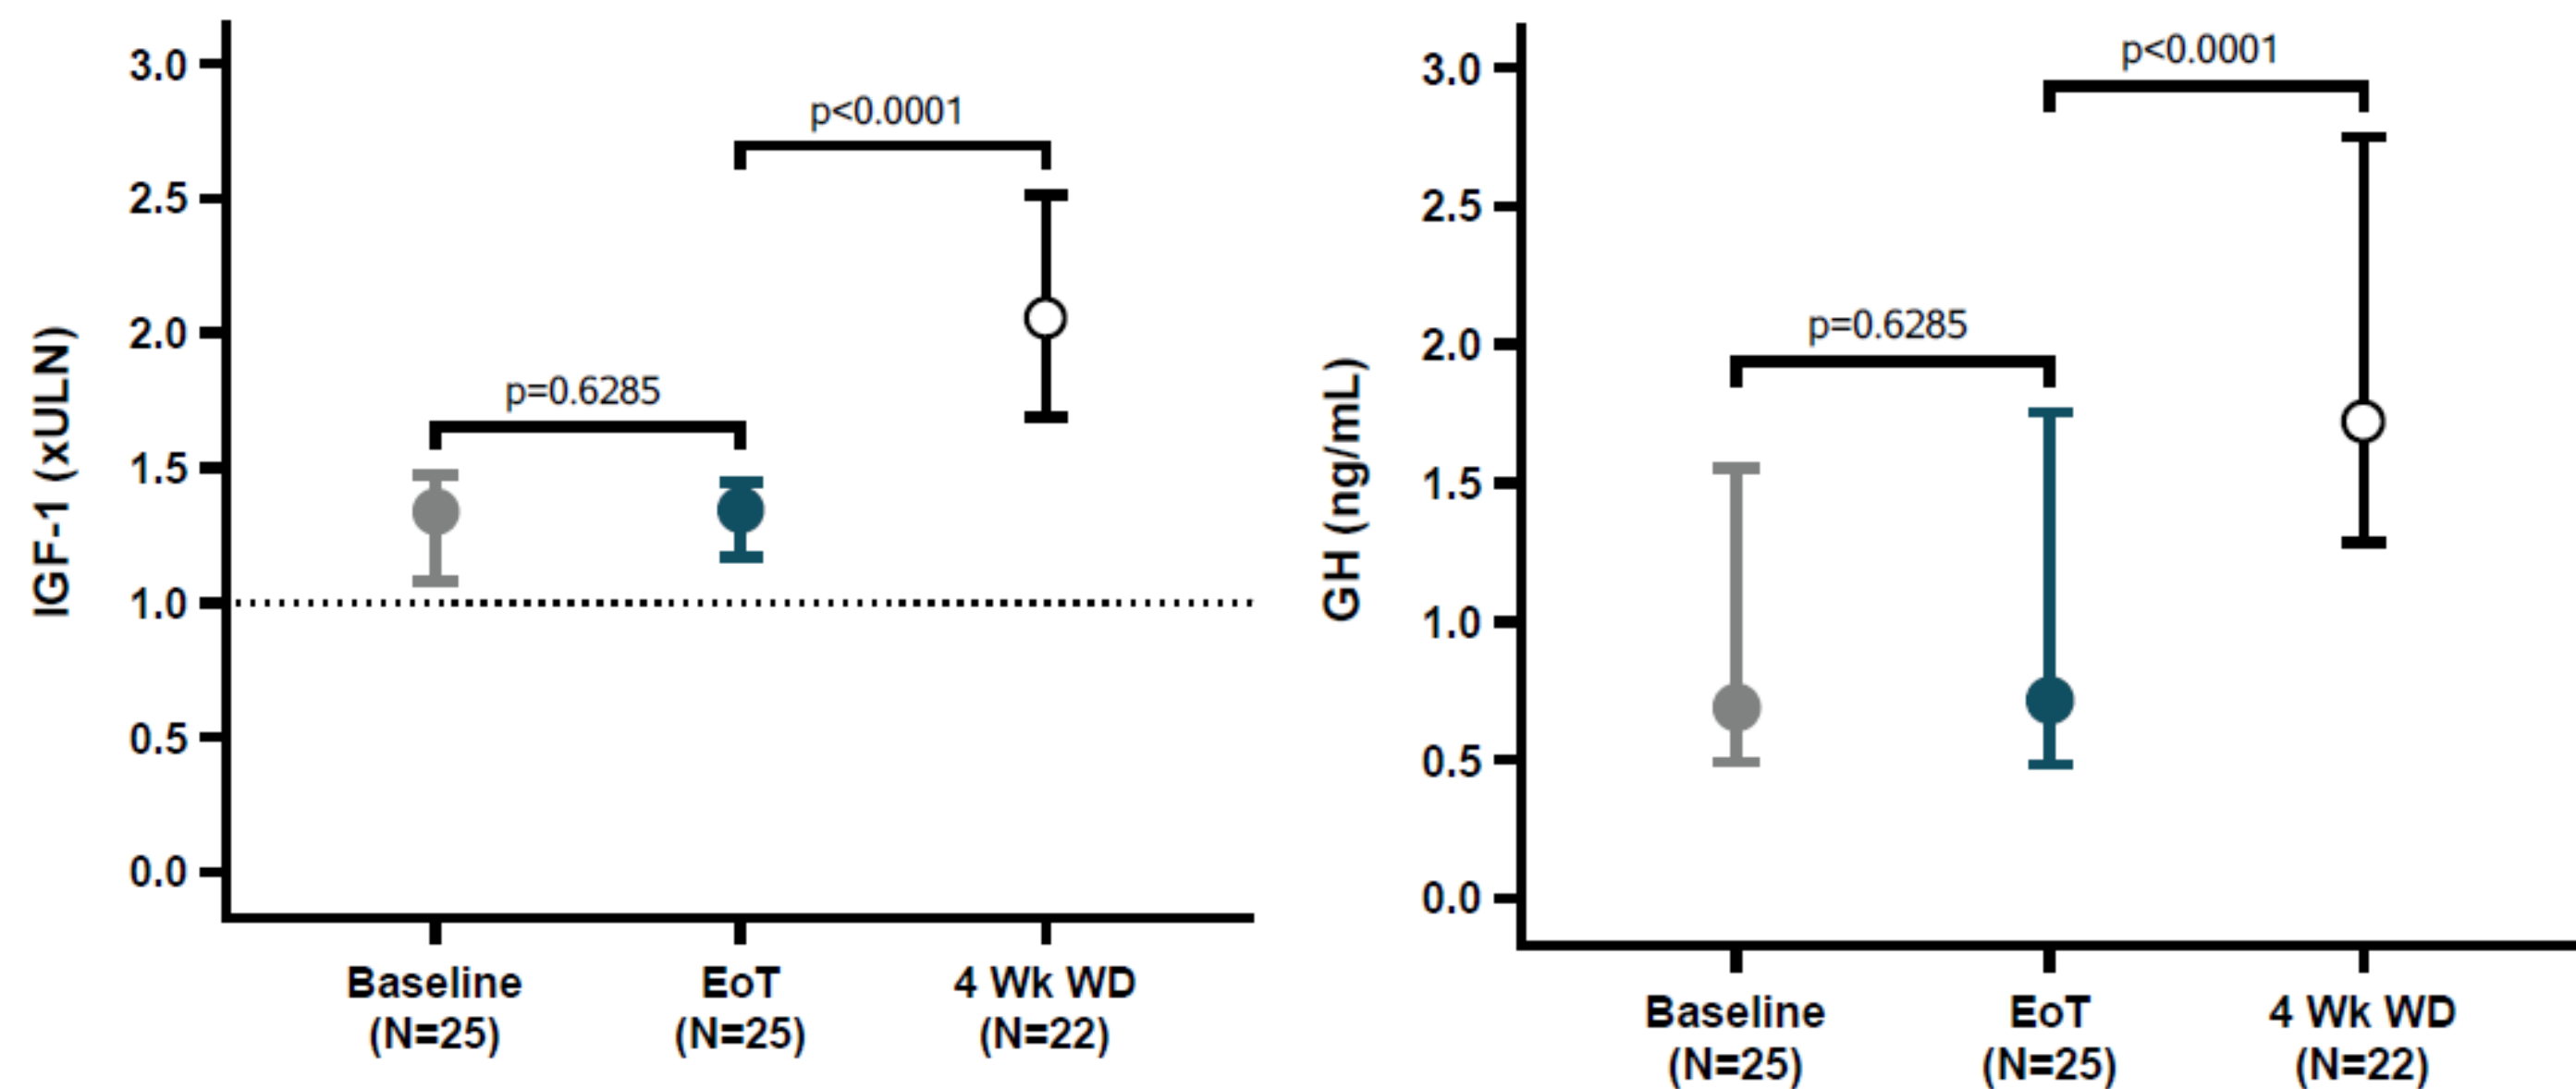 IGF-1 (xULN)
3.0
2.5
2.0
1.5
1.0
0.5
0.0
p=0.6285
p<0.0001
Baseline
(N=25)
EoT
(N=25)
4 Wk WD
(N=22)
GH (ng/mL)
3.0
2.5
2.0
1.5
1.0
0.5
0.0
p=0.6285
p<0.0001
Baseline
(N=25)
EoT
(N=25)
4 Wk WD
(N=22)